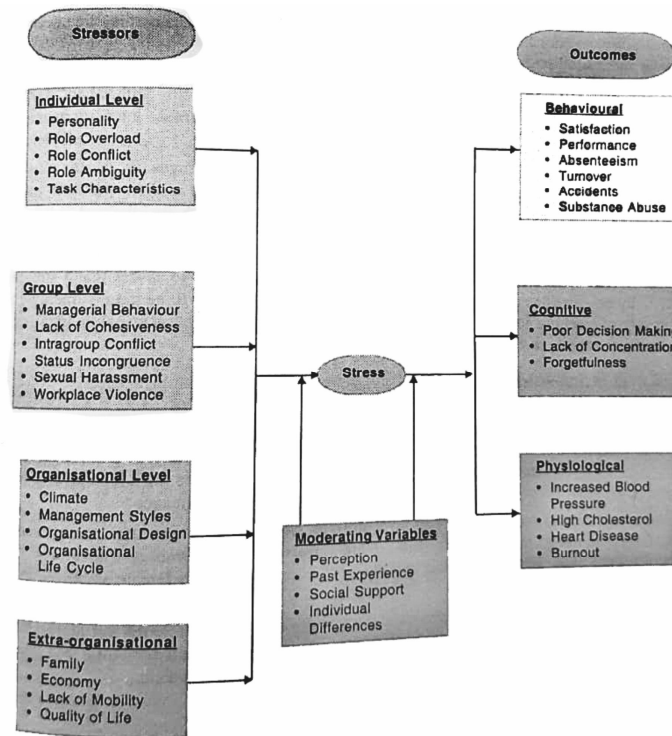 Stressors
Individual Level
• Personality
• Role Overload
• Role Conflict
• Role Ambiguity
• Task Characteristics
Group Level
• Managerial Behaviour
• Lack of Cohesiveness
• Intragroup Conflict
• Status Incongruence
• Sexual Harassment
• Workplace Violence
Organisational Level
• Climate
• Management Styles
• Organisational Design
• Organisational
Life Cycle
Extra-organisational
• Family
• Economy
• Lack of Mobility
• Quality of Life
Stress
Moderating Variables
• Perception
• Past Experience
• Social Support
• Individual
Differences
Outcomes
Behavioural
• Satisfaction
• Performance
• Absenteeism
• Turnover
• Accidents
• Substance Abuse
Cognitive
• Poor Decision Making
• Lack of Concentration
• Forgetfulness
Physiological
• Increased Blood
Pressure
• High Cholesterol
• Heart Disease
• Burnout